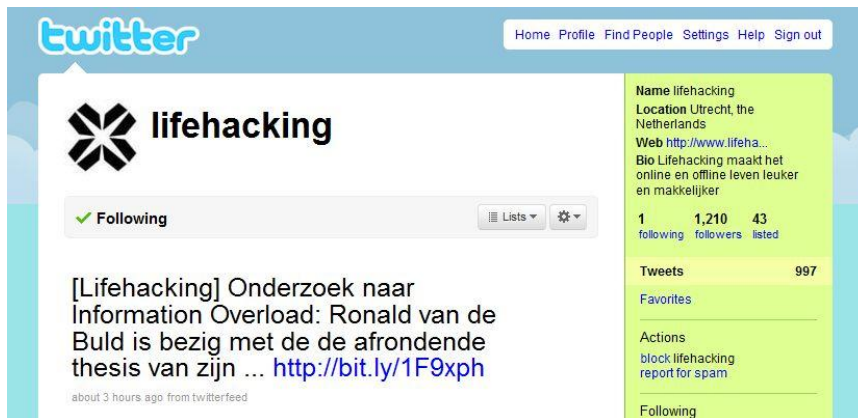 twitter
Home Profile Find People Settings Help Sign out
lifehacking
Following
Lists
[Lifehacking] Onderzoek naar
Information Overload: Ronald van de
Buld is bezig met de de afrondende
thesis van zijn ... http://bit.ly/1F9xph
about 3 hours ago from twitterfeed
Name lifehacking
Location Utrecht, the
Netherlands
Web http://www.lifeha...
Bio Lifehacking maakt het
online en offline leven leuker
en makkelijker
1 1,210 43
following followers listed
Tweets 997
Favorites
Actions
block lifehacking
report for spam
Following